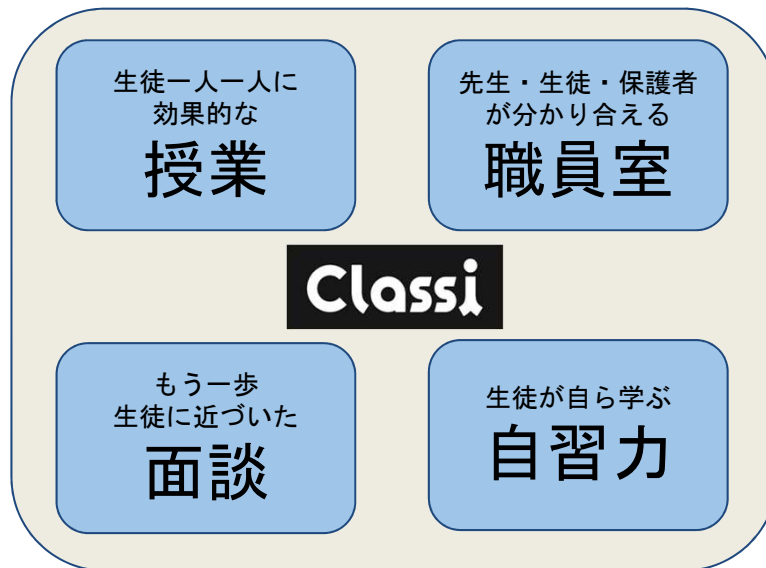 生徒一人一人に
効果的な
授業
先生・生徒・保護者
が分かり合える
職員室
Classi
もう一歩
生徒に近づいた
面談
生徒が自ら学ぶ
自習力